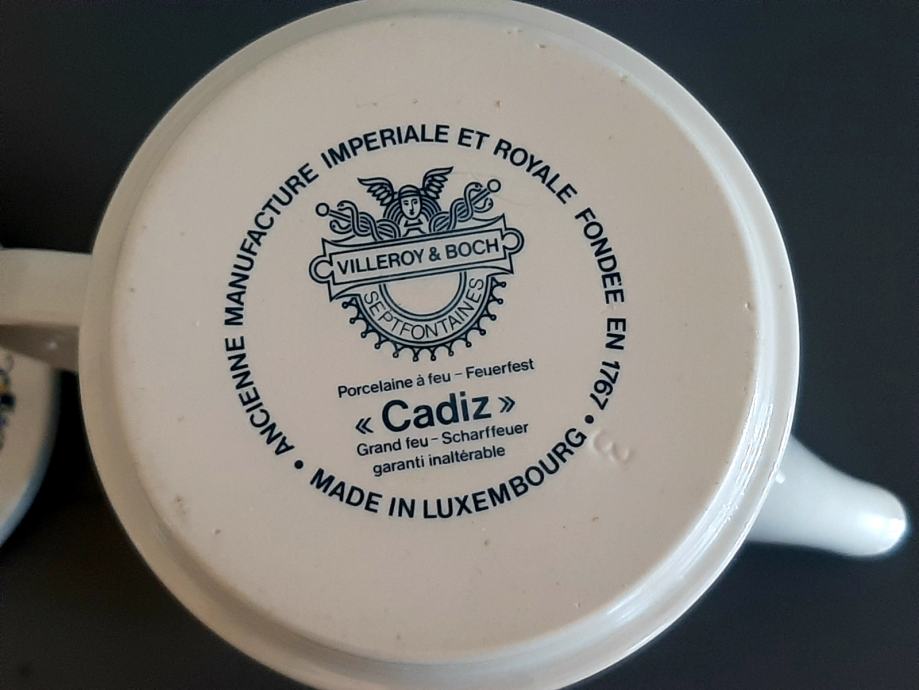 • ANCIENNE MANUFACTURE IMPERIALE ET ROYALE FONDÉE EN 1767 •
VILLEROY & BOCH
SEPTFONTAINES
Porcelaine à feu – Feuerfest
« Cadiz »
Grand feu – Scharffeuer
garanti inaltérable
MADE IN LUXEMBOURG